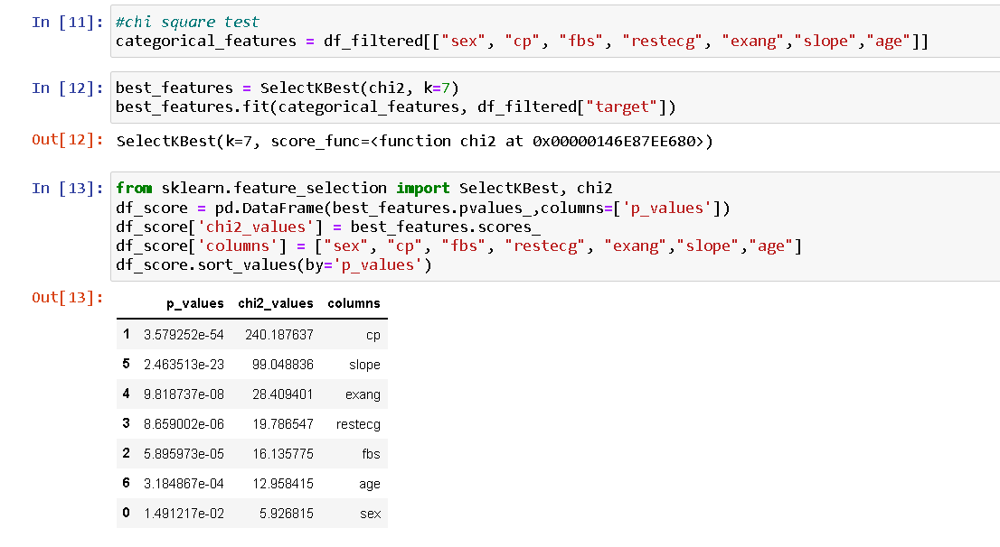 In [11]: #chi square test
categorical_features = df_filtered[["sex", "cp", "fbs", "restecg", "exang","slope","age"]]
In [12]: best_features = SelectKBest(chi2, k=7)
best_features.fit(categorical_features, df_filtered["target"])
Out[12]: SelectKBest(k=7, score_func=<function chi2 at 0x00000146E87EE680>)
In [13]: from sklearn.feature_selection import SelectKBest, chi2
df_score = pd.DataFrame(best_features.pvalues_,columns=['p_values'])
df_score['chi2_values'] = best_features.scores_
df_score['columns'] = ["sex", "cp", "fbs", "restecg", "exang","slope","age"]
df_score.sort_values(by='p_values')
Out[13]:
p_values chi2_values columns
1 3.579252e-54 240.187637 cp
5 2.463513e-23 99.048836 slope
4 9.818737e-08 28.409401 exang
3 8.659002e-06 19.786547 restecg
2 5.895973e-05 16.135775 fbs
6 3.184867e-04 12.958415 age
0 1.491217e-02 5.926815 sex